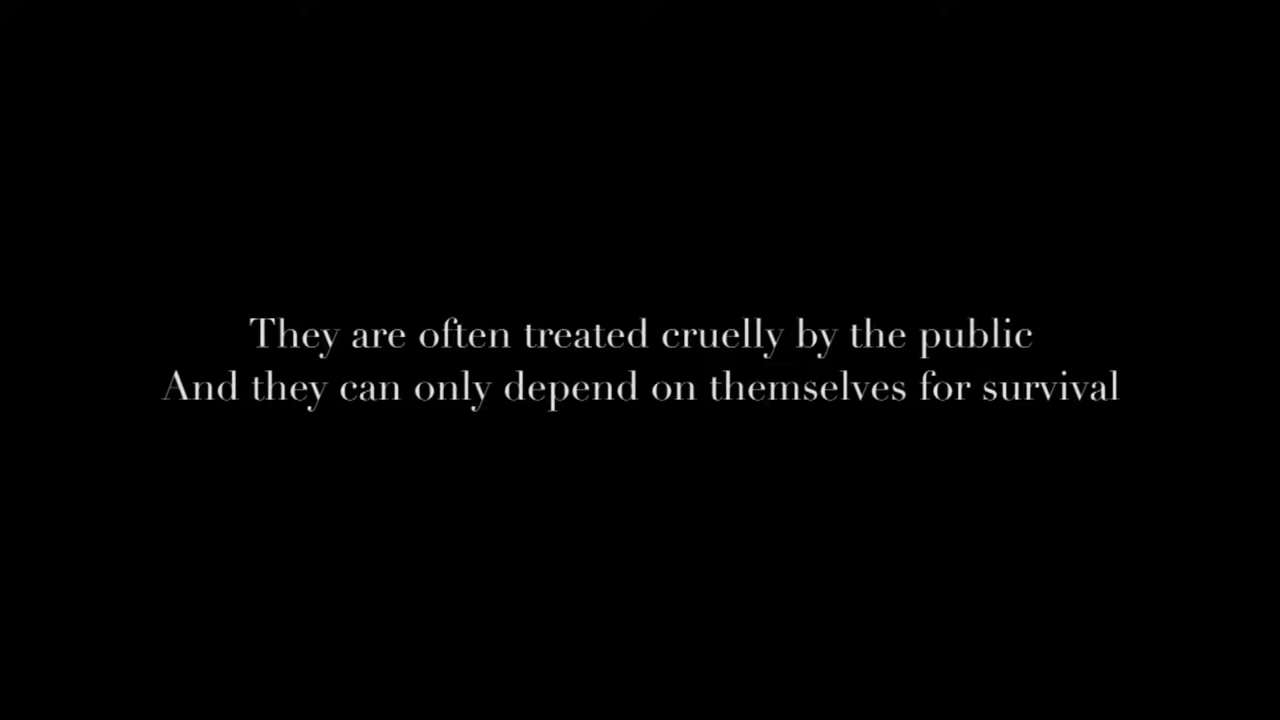 They are often treated cruelly by the public
And they can only depend on themselves for survival